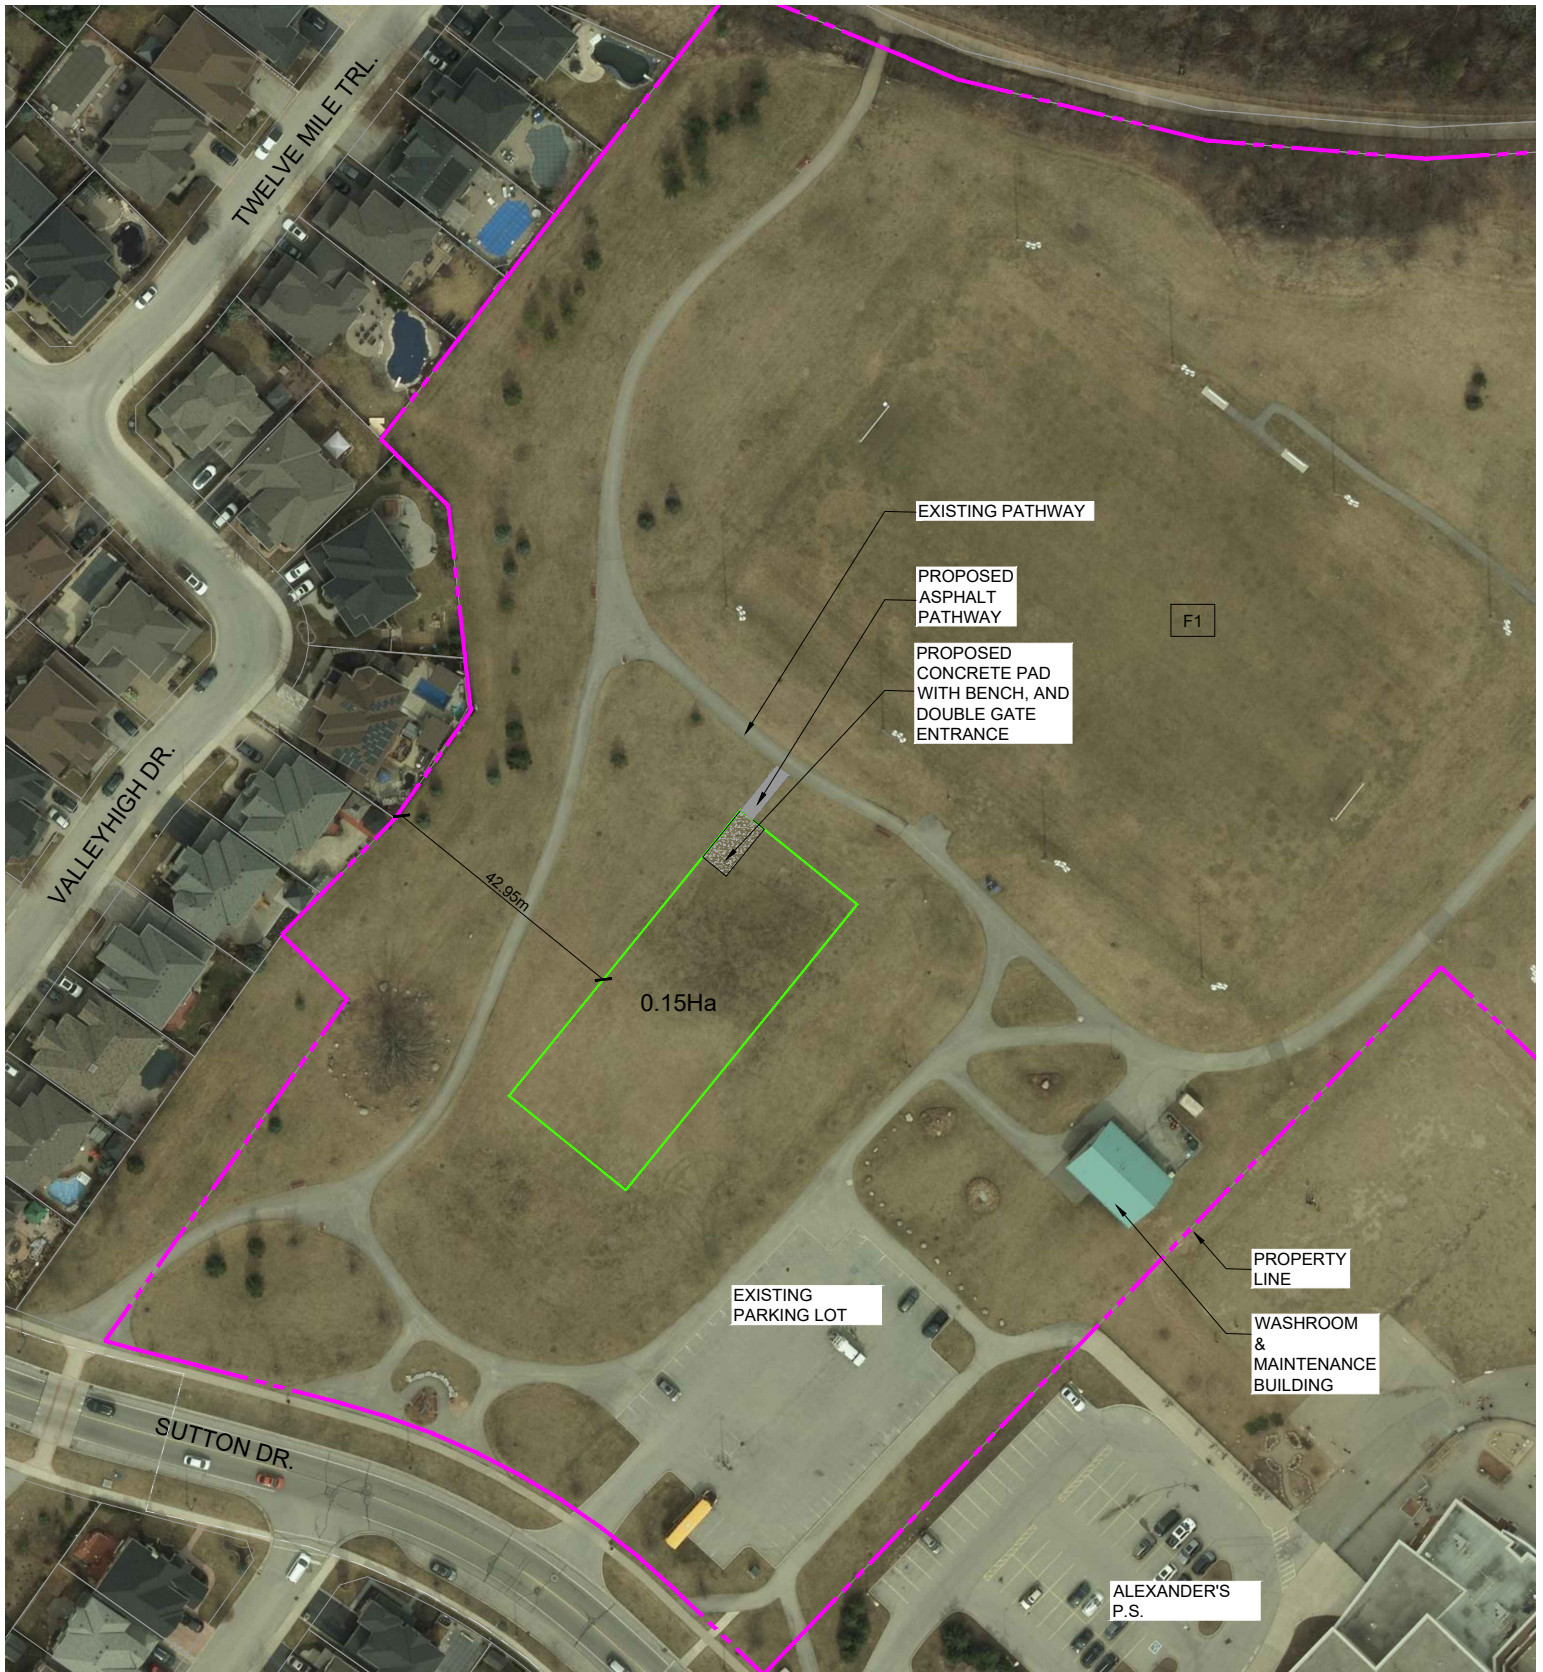 TWELVE MILE TRL.
EXISTING PATHWAY
PROPOSED
ASPHALT
PATHWAY
F1
PROPOSED
CONCRETE PAD
WITH BENCH, AND
DOUBLE GATE
ENTRANCE
VALLEYHIGH DR.
42.95m
0.15Ha
PROPERTY
LINE
EXISTING
PARKING LOT
WASHROOM
&
MAINTENANCE
BUILDING
SUTTON DR.
ALEXANDER'S
P.S.